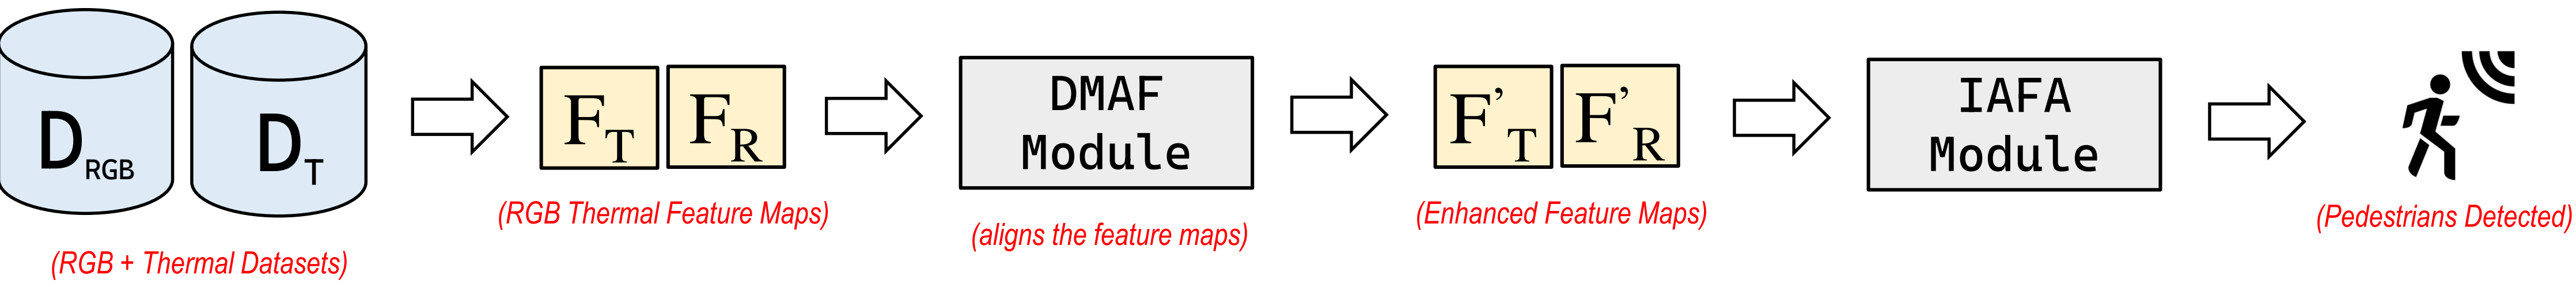 D RGB
D T
(RGB + Thermal Datasets)
F T
F R
(RGB Thermal Feature Maps)
DMAF
Module
(aligns the feature maps)
F' T
F' R
(Enhanced Feature Maps)
IAFA
Module
(Pedestrians Detected)